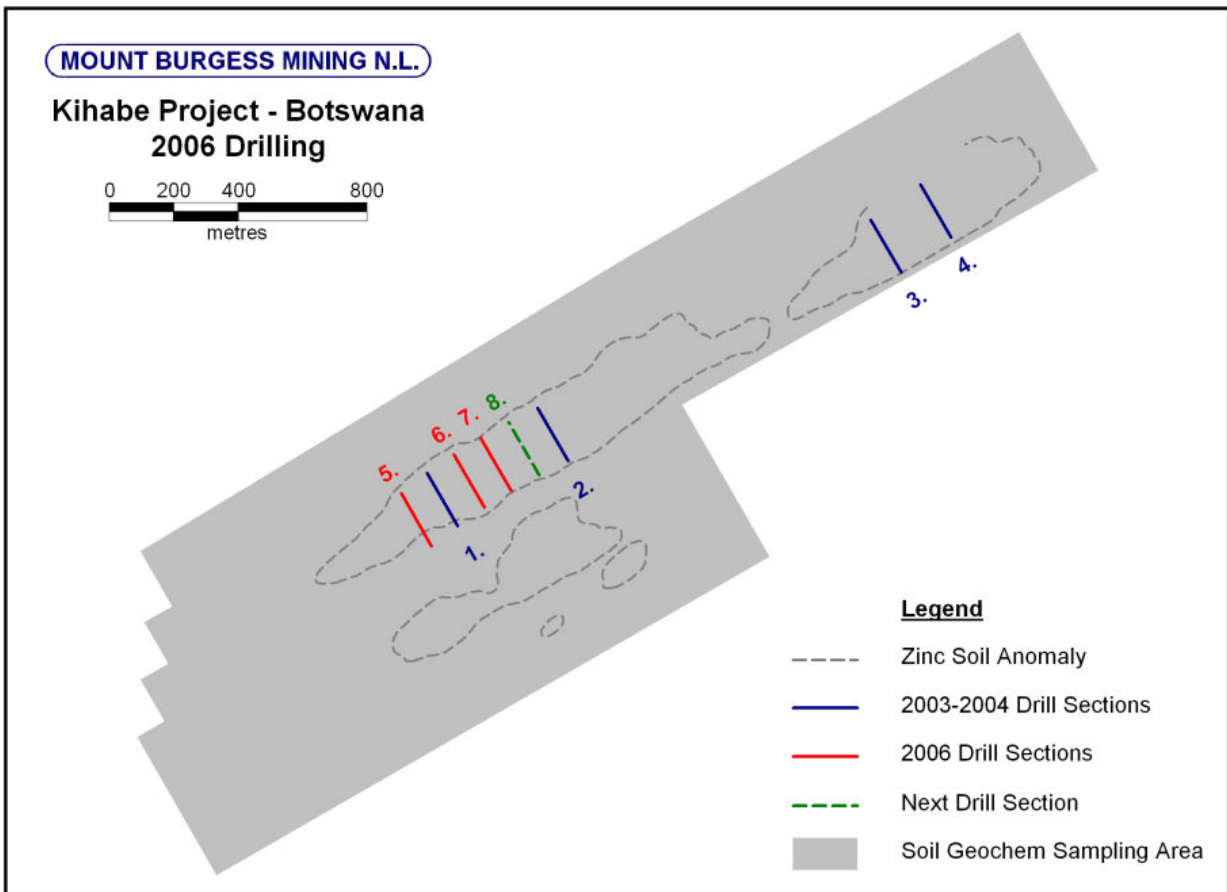 MOUNT BURGESS MINING N.L.
Kihabe Project - Botswana
2006 Drilling
0 200 400 800
metres
4.
3.
8.
7.
6.
5.
2.
1.
Legend
Zinc Soil Anomaly
2003-2004 Drill Sections
2006 Drill Sections
Next Drill Section
Soil Geochem Sampling Area